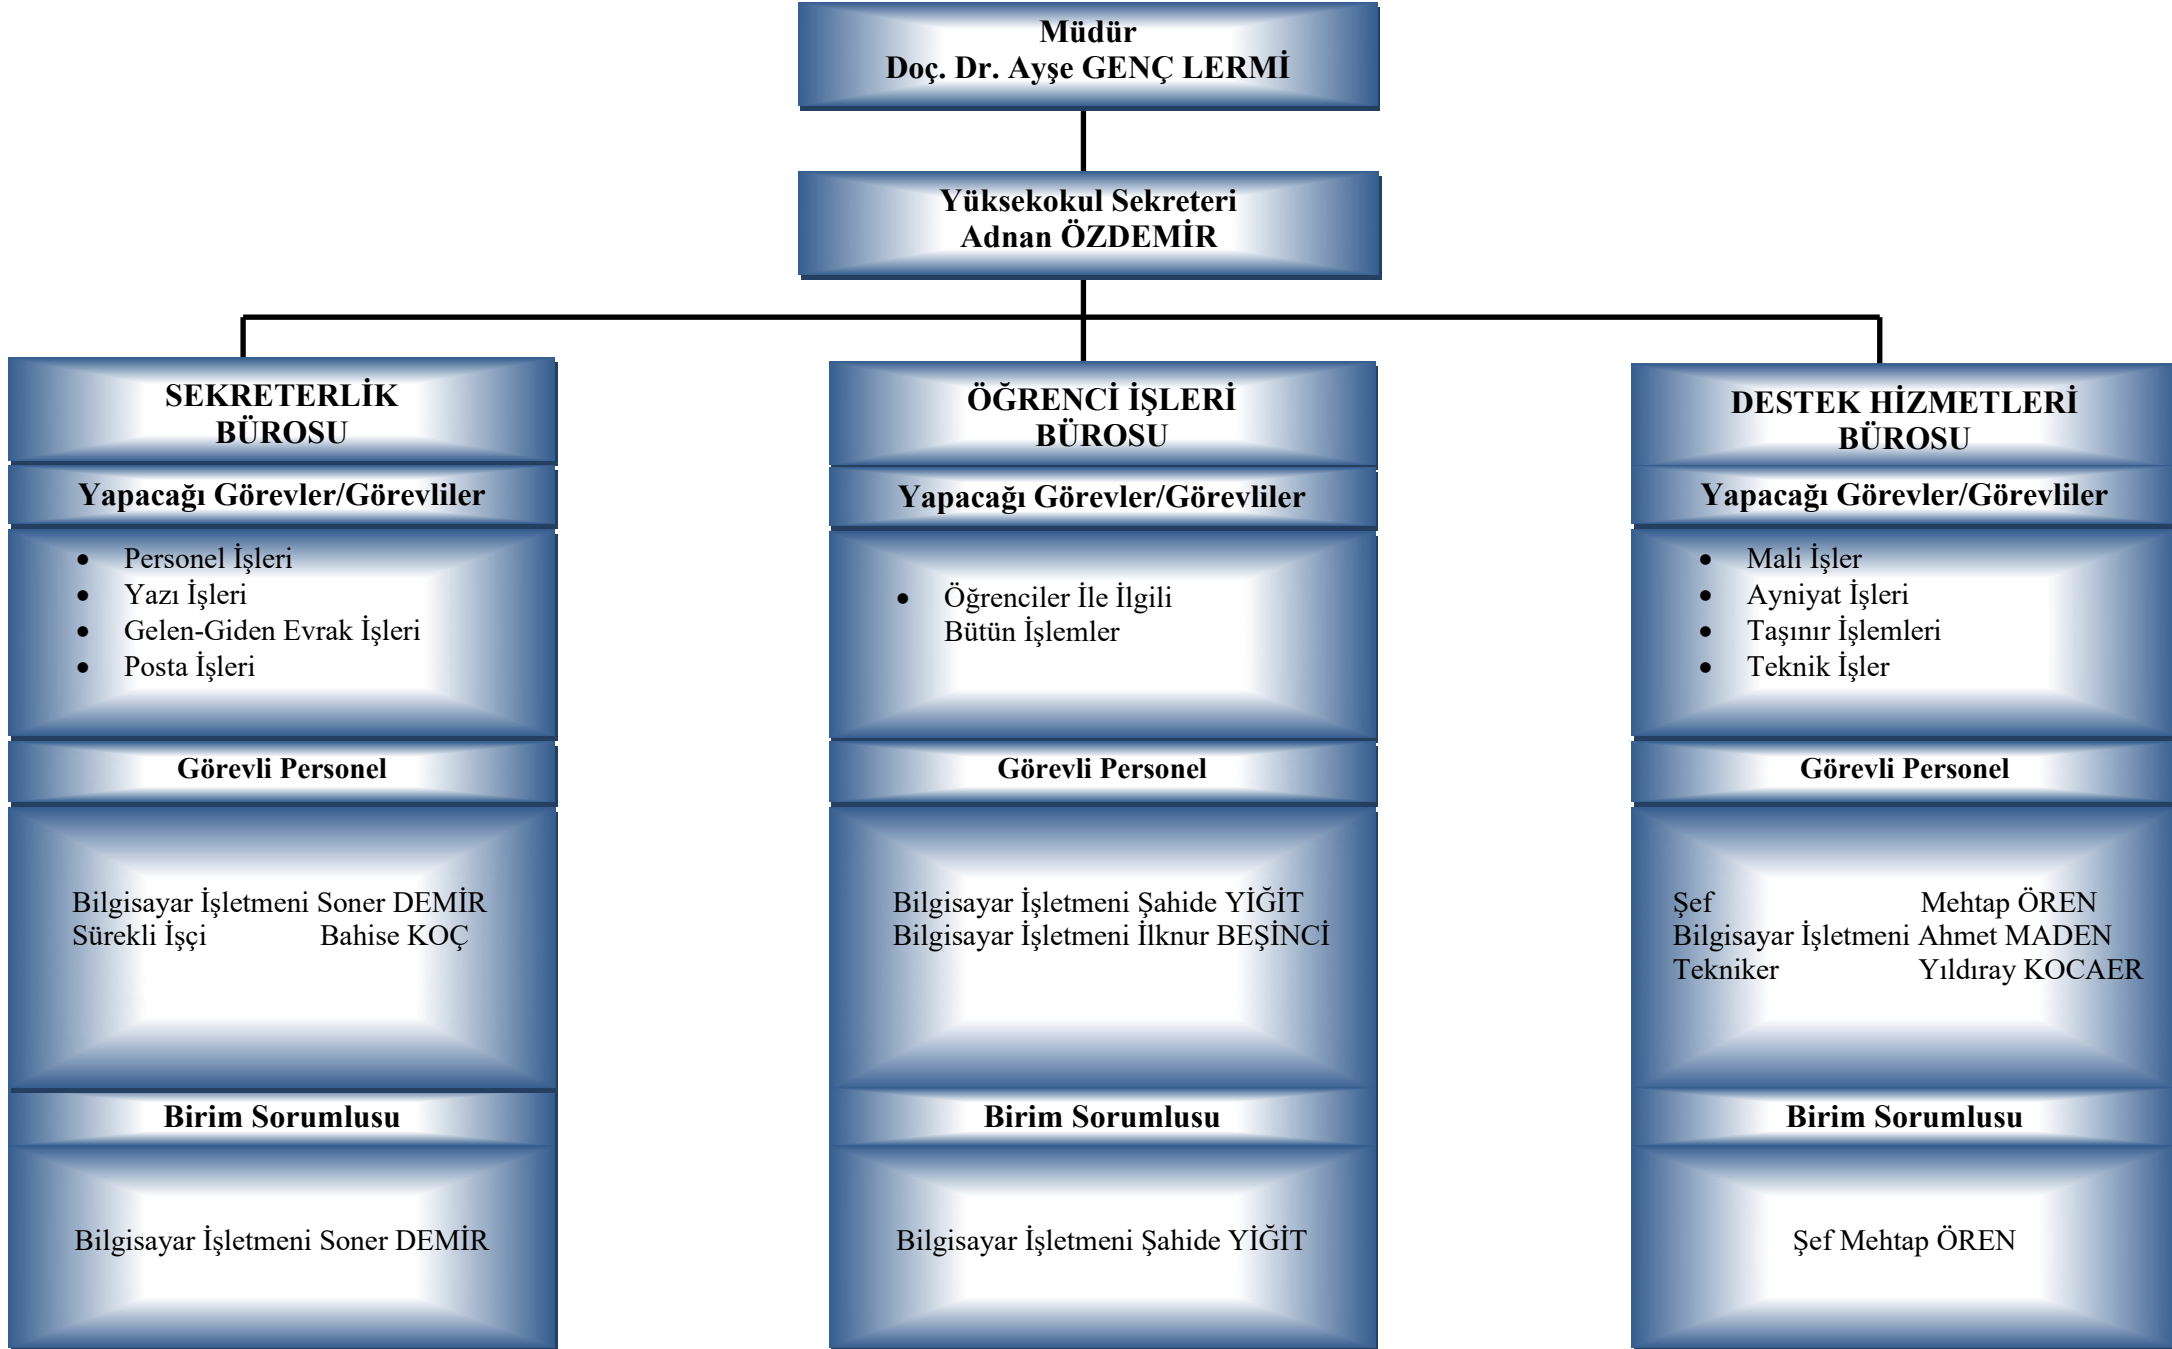 Müdür
Doç. Dr. Ayşe GENÇ LERMİ
Yüksekokul Sekreteri
Adnan ÖZDEMİR
SEKRETERLİK
BÜROSU
Yapacağı Görevler/Görevliler
• Personel İşleri
• Yazı İşleri
• Gelen-Giden Evrak İşleri
• Posta İşleri
Görevli Personel
Bilgisayar İşletmeni Soner DEMİR
Sürekli İşçi Bahise KOÇ
Birim Sorumlusu
Bilgisayar İşletmeni Soner DEMİR
ÖĞRENCİ İŞLERİ
BÜROSU
Yapacağı Görevler/Görevliler
• Öğrenciler İle İlgili
Bütün İşlemler
Görevli Personel
Bilgisayar İşletmeni Şahide YİĞİT
Bilgisayar İşletmeni İlknur BEŞİNCİ
Birim Sorumlusu
Bilgisayar İşletmeni Şahide YİĞİT
DESTEK HİZMETLERİ
BÜROSU
Yapacağı Görevler/Görevliler
• Mali İşler
• Ayniyat İşleri
• Taşınır İşlemleri
• Teknik İşler
Görevli Personel
Şef Mehtap ÖREN
Bilgisayar İşletmeni Ahmet MADEN
Tekniker Yıldıray KOCAER
Birim Sorumlusu
Şef Mehtap ÖREN